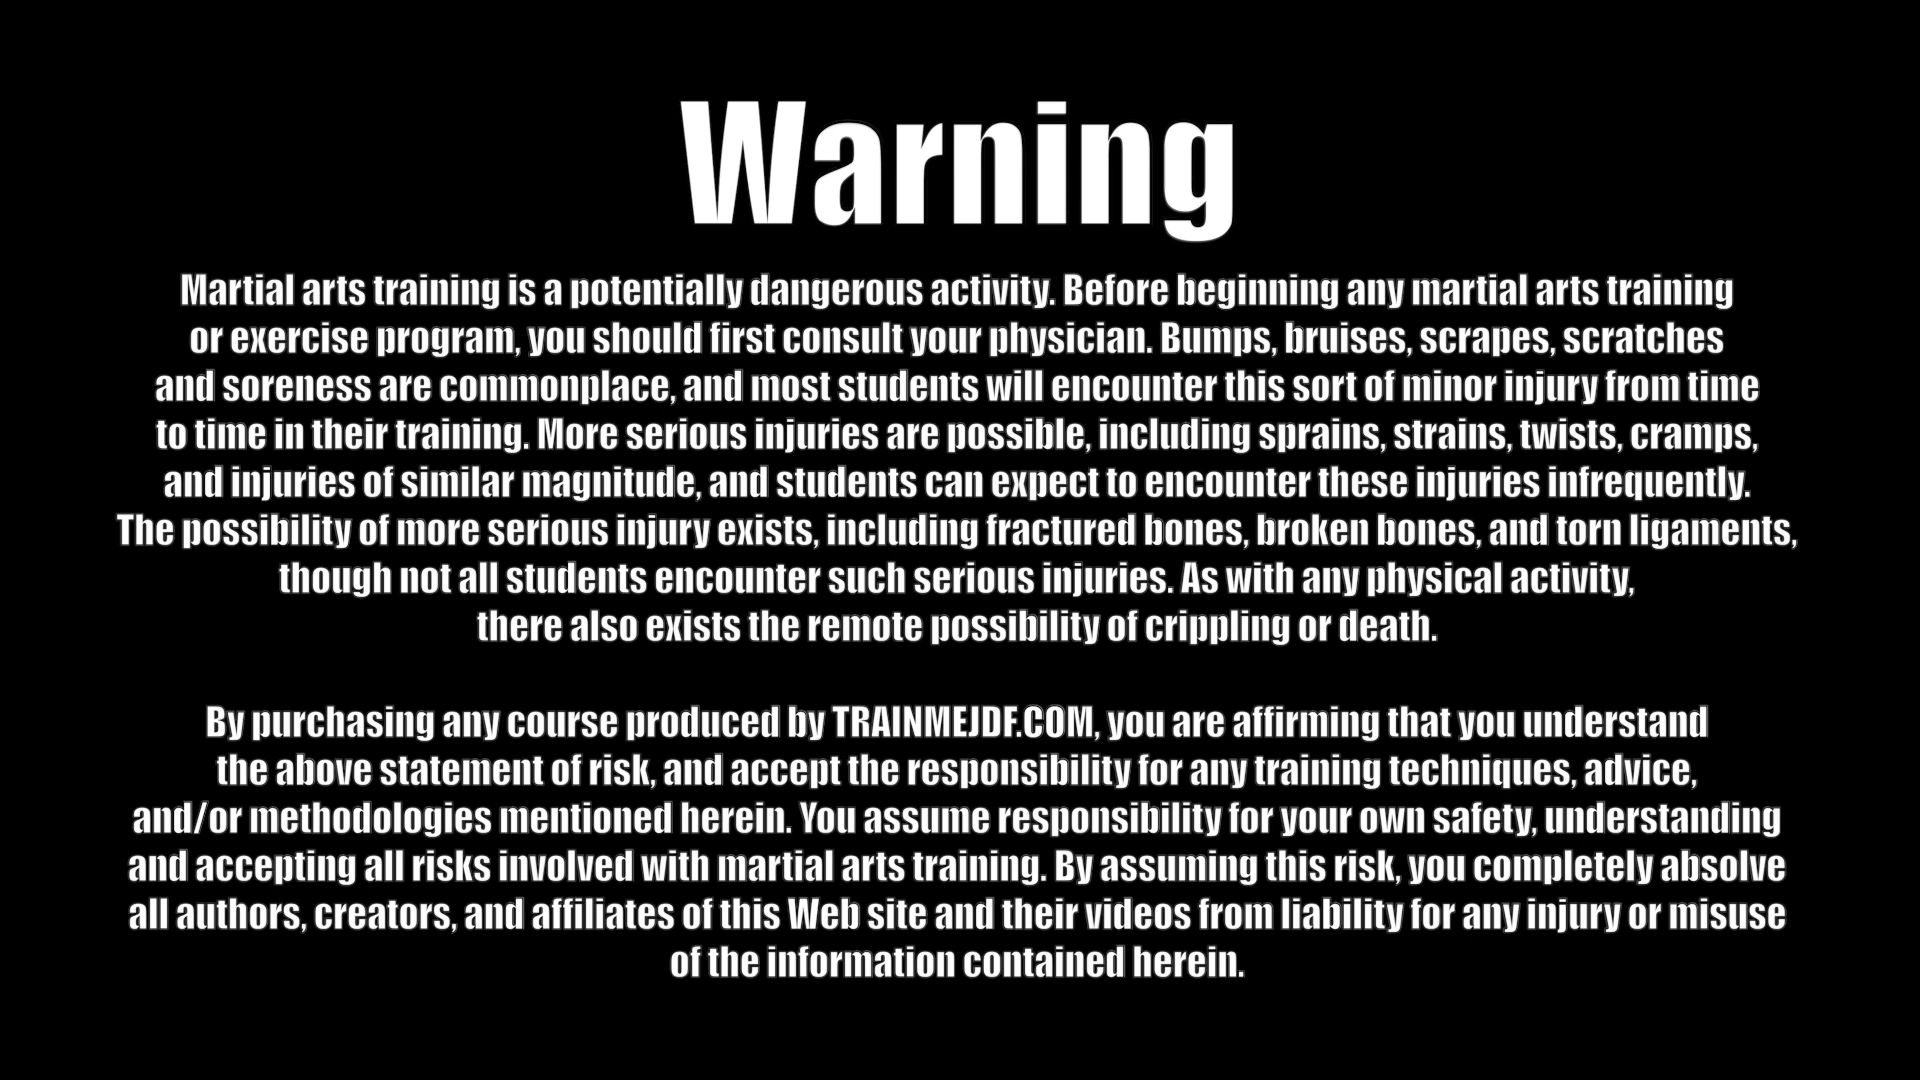 Warning
Martial arts training is a potentially dangerous activity. Before beginning any martial arts training
or exercise program, you should first consult your physician. Bumps, bruises, scrapes, scratches
and soreness are commonplace, and most students will encounter this sort of minor injury from time
to time in their training. More serious injuries are possible, including sprains, strains, twists, cramps,
and injuries of similar magnitude, and students can expect to encounter these injuries infrequently.
The possibility of more serious injury exists, including fractured bones, broken bones, and torn ligaments,
though not all students encounter such serious injuries. As with any physical activity,
there also exists the remote possibility of crippling or death.
By purchasing any course produced by TRAINMEJDF.COM, you are affirming that you understand
the above statement of risk, and accept the responsibility for any training techniques, advice,
and/or methodologies mentioned herein. You assume responsibility for your own safety, understanding
and accepting all risks involved with martial arts training. By assuming this risk, you completely absolve
all authors, creators, and affiliates of this Web site and their videos from liability for any injury or misuse
of the information contained herein.